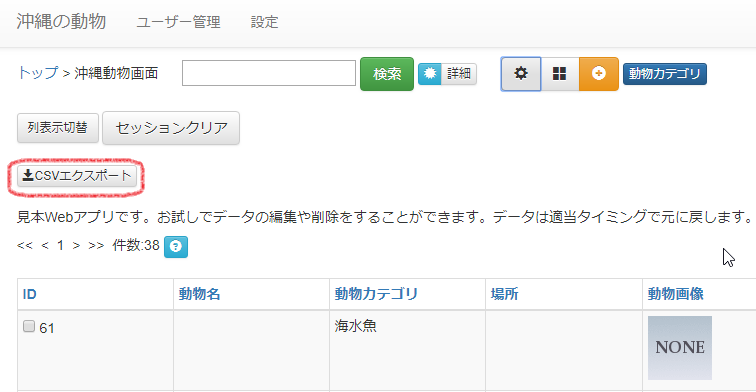 沖縄の動物 ユーザー管理 設定
トップ > 沖縄動物画面 検索 詳細 動物カテゴリ
列表示切替 セッションクリア
CSVエクスポート
見本Webアプリです。お試しでデータの編集や削除をすることができます。データは適当タイミングで元に戻します。
<< < 1 > >> 件数:38 ?
ID 動物名 動物カテゴリ 場所 動物画像
61 海水魚 NONE